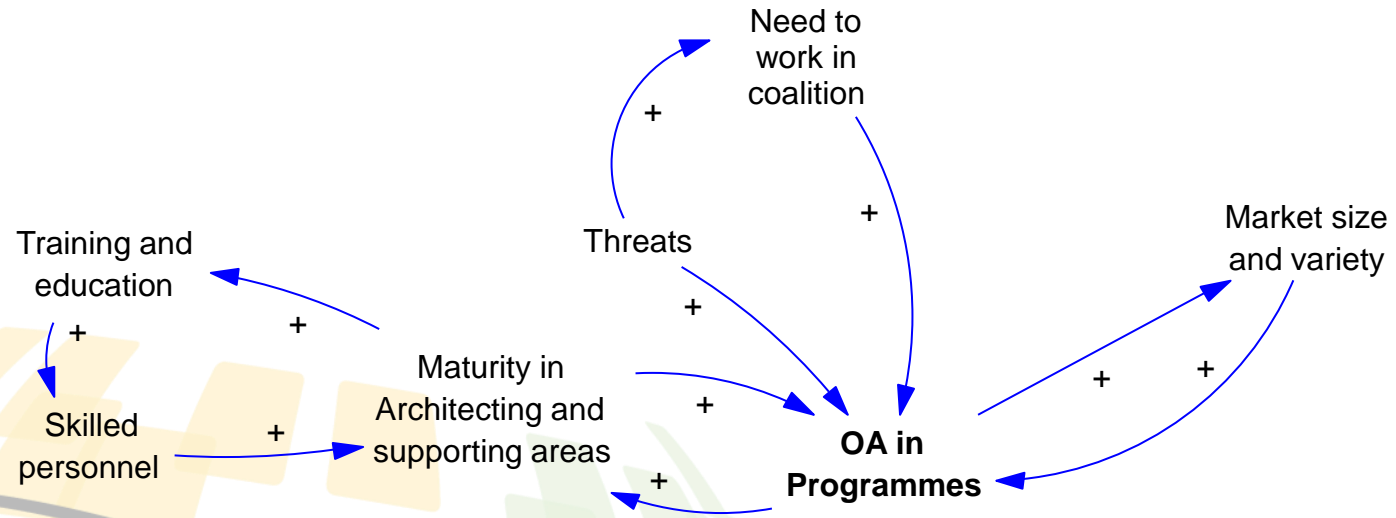 Need to
work in
coalition
+
+
Threats
+
Market size
and variety
Training and
education
+
+
Maturity in
Architecting and
supporting areas
+
+
+
Skilled
personnel
+
OA in
Programmes
+